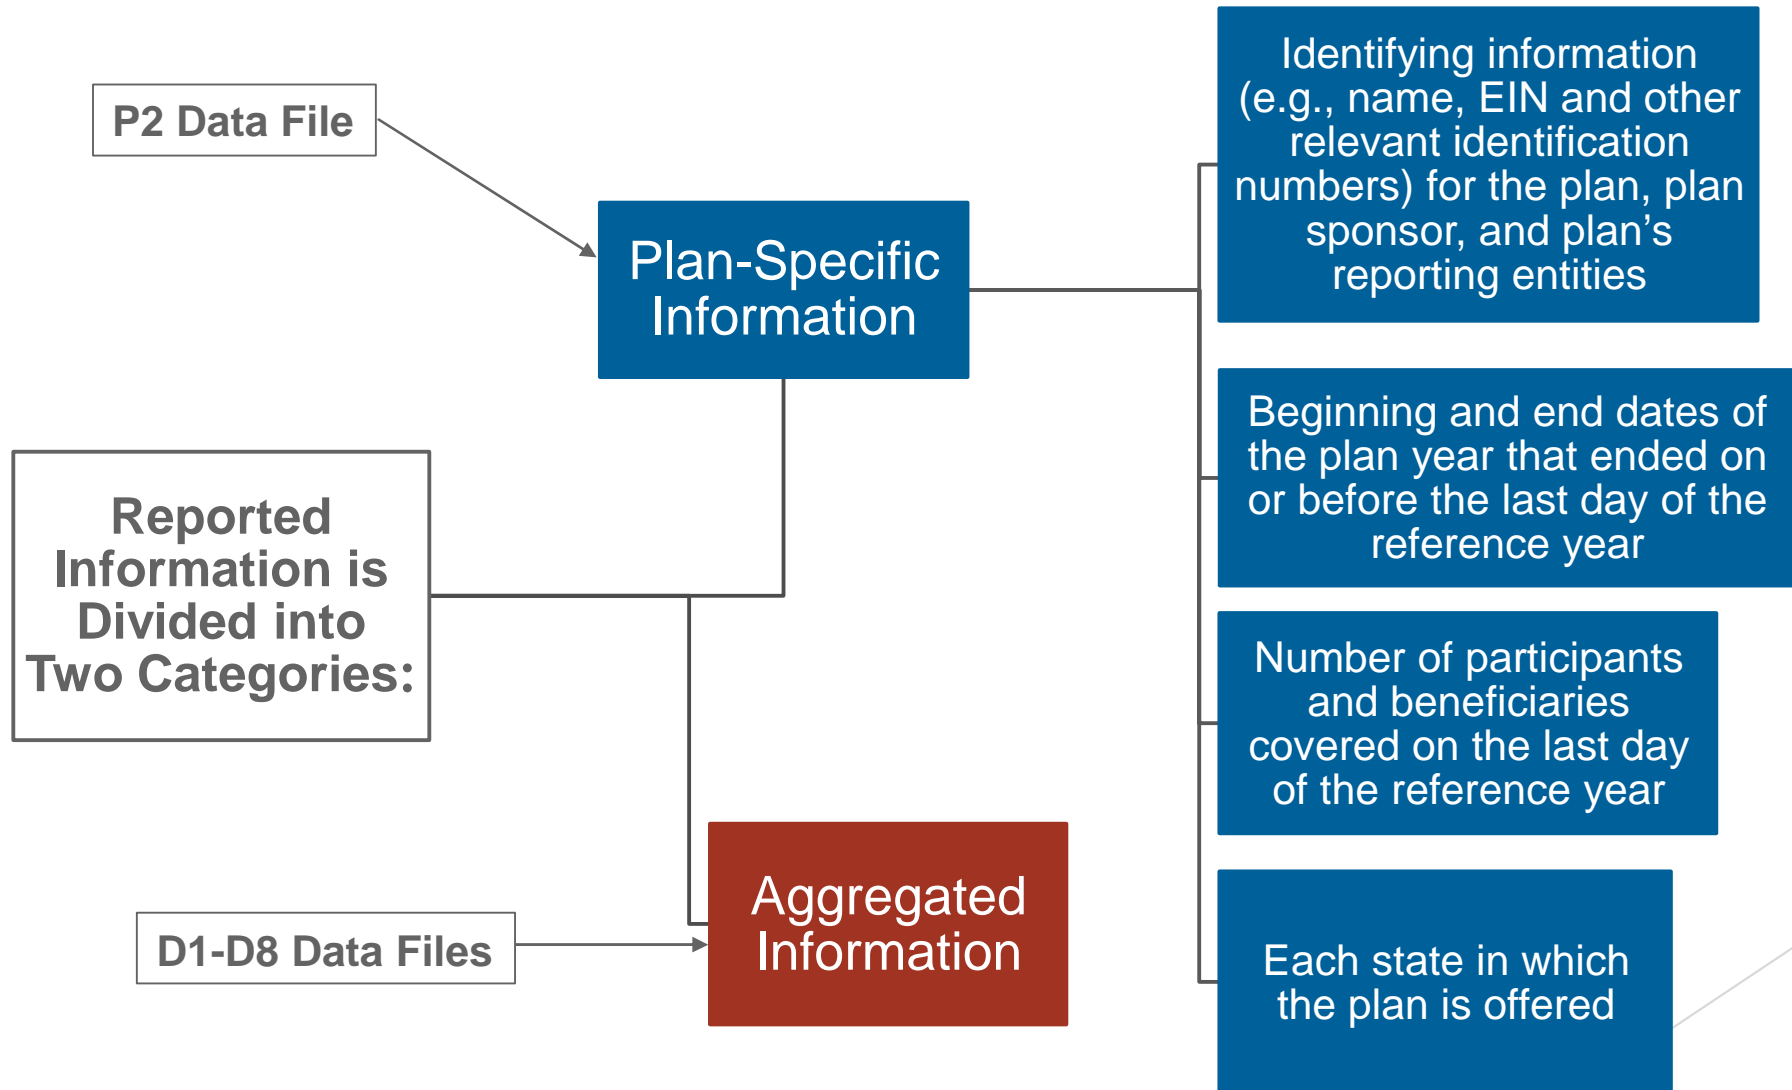 P2 Data File
Plan-Specific
Information
Reported
Information is
Divided into
Two Categories:
Aggregated
Information
D1-D8 Data Files
Identifying information
(e.g., name, EIN and other
relevant identification
numbers) for the plan, plan
sponsor, and plan’s
reporting entities
Beginning and end dates of
the plan year that ended on
or before the last day of the
reference year
Number of participants
and beneficiaries
covered on the last day
of the reference year
Each state in which
the plan is offered